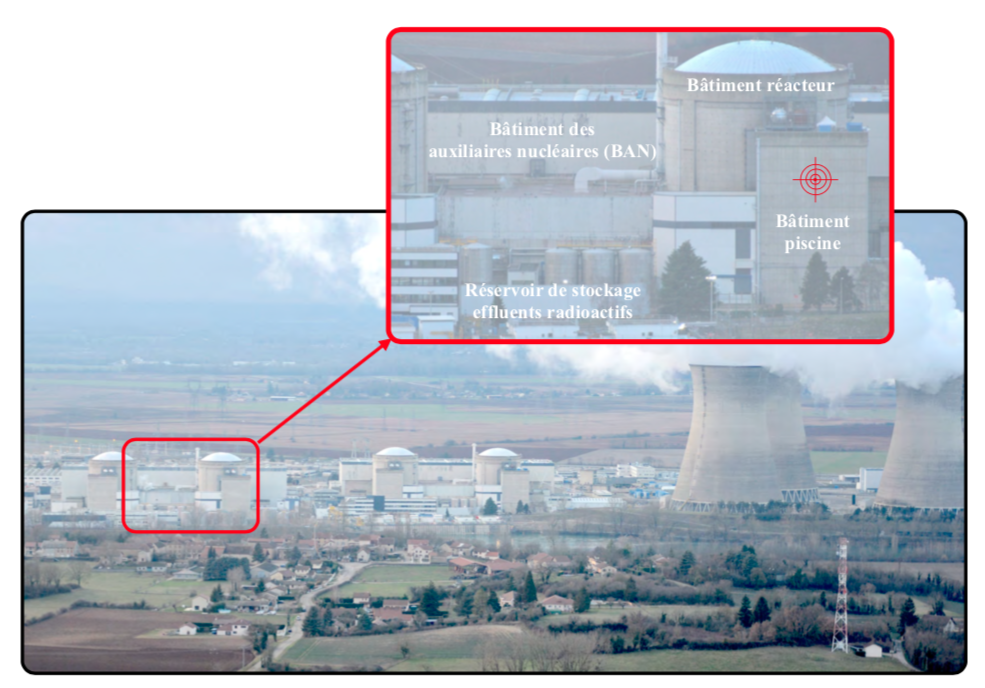 Bâtiment réacteur
Bâtiment des
auxiliaires nucléaires (BAN)
Bâtiment
piscine
Réservoir de stockage
effluents radioactifs